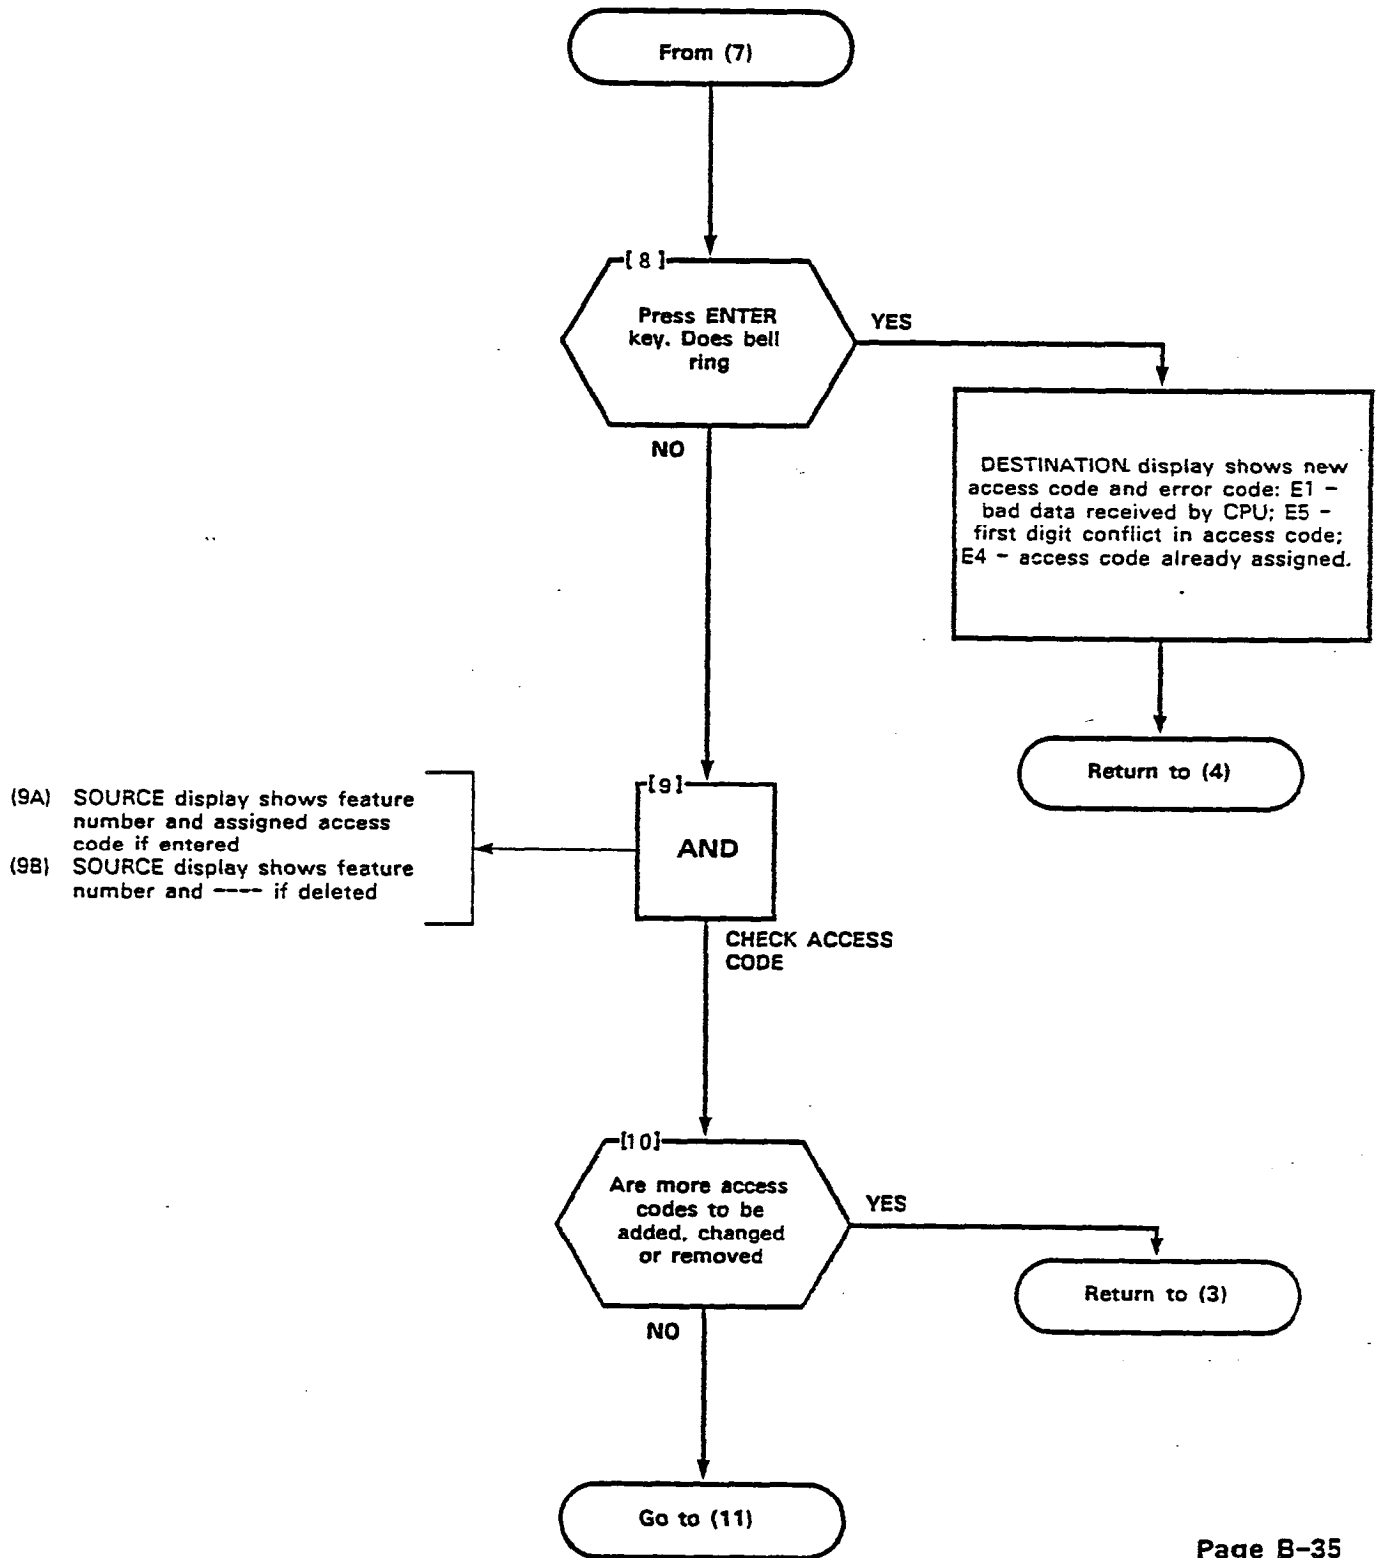 From (7)
[8]
Press ENTER
key. Does bell
ring
YES
NO
DESTINATION display shows new
access code and error code: E1 -
bad data received by CPU; E5 -
first digit conflict in access code;
E4 - access code already assigned.
Return to (4)
[9]
AND
(9A) SOURCE display shows feature
number and assigned access
code if entered
(9B) SOURCE display shows feature
number and ---- if deleted
CHECK ACCESS
CODE
[10]
Are more access
codes to be
added, changed
or removed
YES
Return to (3)
NO
Go to (11)
Page B-35